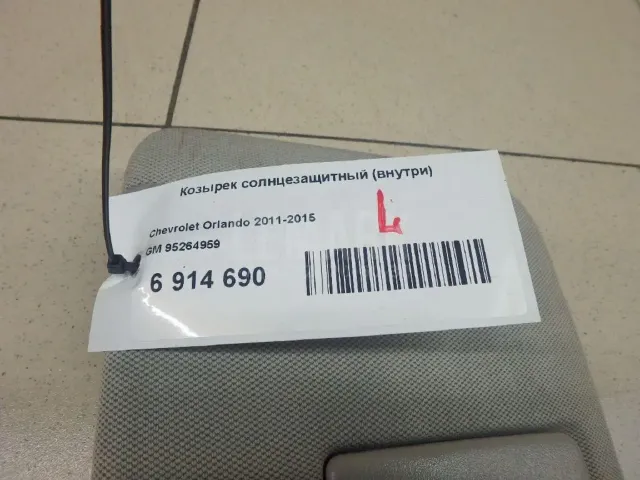 Козырек солнцезащитный (внутри)
Chevrolet Orlando 2011-2015
L
GM 95264959
6 914 690